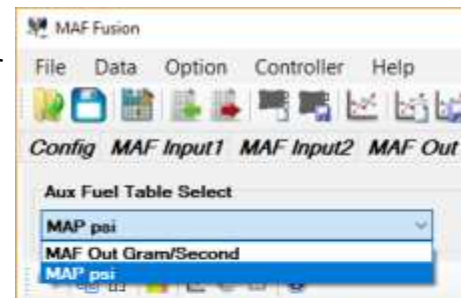 MAF Fusion
File Data Option Controller Help
Config MAF Input1 MAF Input2 MAF Out
Aux Fuel Table Select
MAP psi
MAF Out Gram/Second
MAP psi